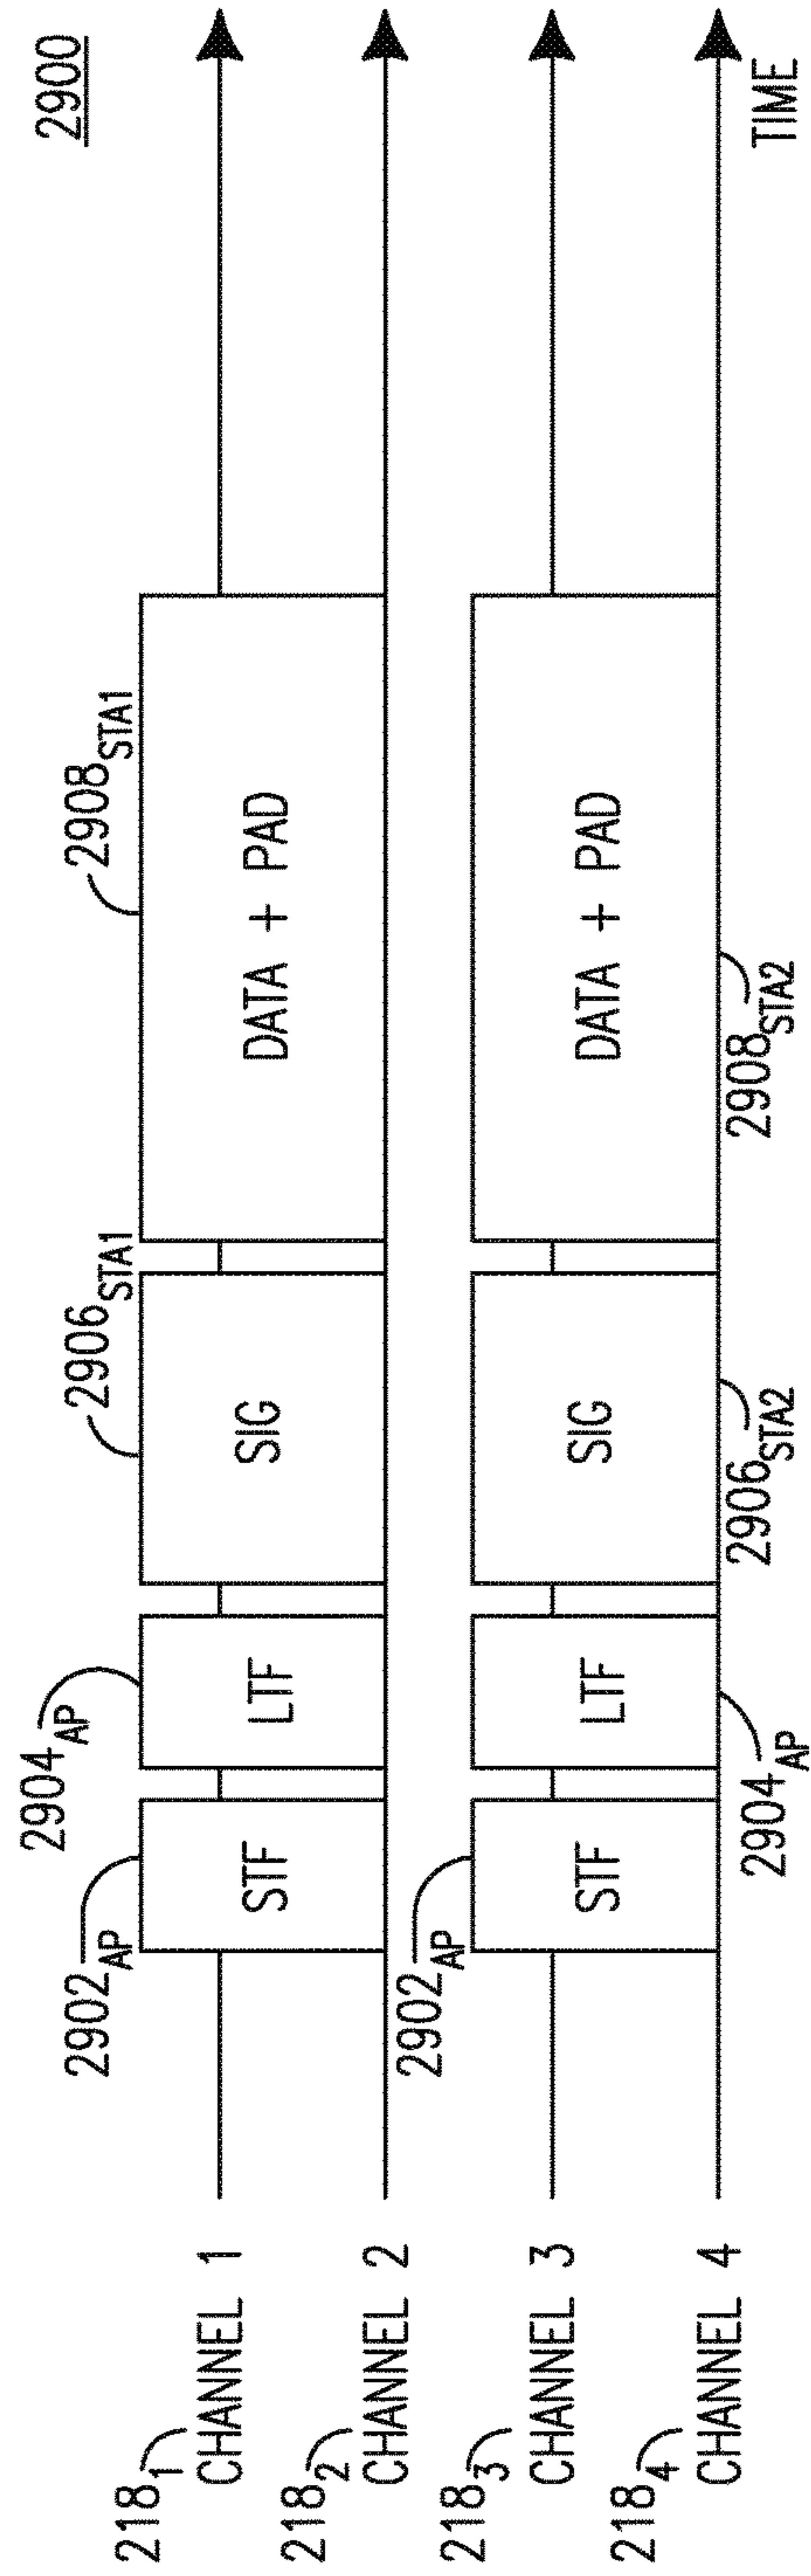 2900
2904AP
2902AP
2906STA1
2908STA1
218₁
CHANNEL 1
STF
LTF
SIG
DATA + PAD
218₂
CHANNEL 2
2902AP
218₃
CHANNEL 3
STF
LTF
SIG
DATA + PAD
218₄
CHANNEL 4
2904AP
2906STA2
2908STA2
TIME